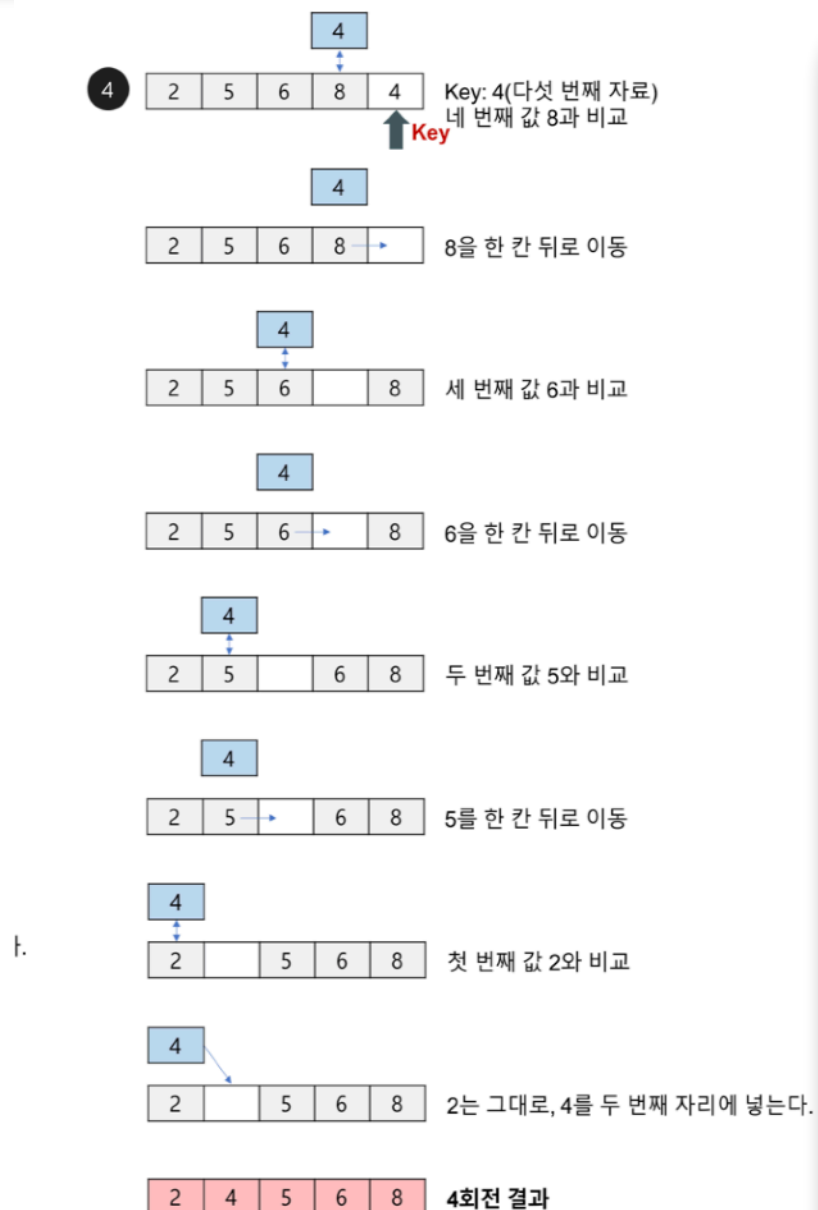 4
4 2 5 6 8 4 Key: 4(다섯 번째 자료)
Key 네 번째 값 8과 비교
4
2 5 6 8 8을 한 칸 뒤로 이동
4
2 5 6 8 세 번째 값 6과 비교
4
2 5 6 8 6을 한 칸 뒤로 이동
4
2 5 6 8 두 번째 값 5와 비교
4
2 5 6 8 5를 한 칸 뒤로 이동
4
2 5 6 8 첫 번째 값 2와 비교
4
2 5 6 8 2는 그대로, 4를 두 번째 자리에 넣는다.
2 4 5 6 8 4회전 결과